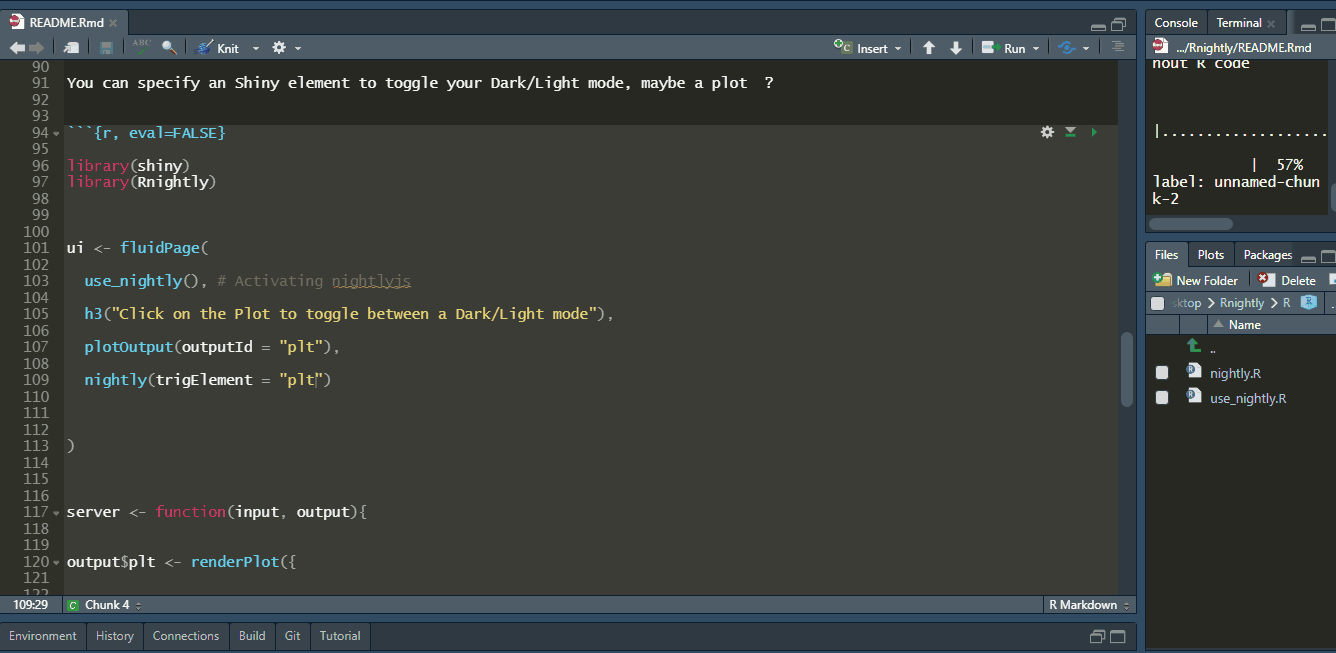 README.Rmd
Console Terminal
ABC Knit Insert Run
.../Rnightly/README.Rmd
90
91 You can specify an Shiny element to toggle your Dark/Light mode, maybe a plot  ?
92
93
94 ```{r, eval=FALSE}
95
96 library(shiny)
97 library(Rnightly)
98
99
100
101 ui <- fluidPage(
102
103 use_nightly(), # Activating nightlyjs
104
105 h3("Click on the Plot to toggle between a Dark/Light mode"),
106
107 plotOutput(outputId = "plt"),
108
109 nightly(trigElement = "plt")
110
111
112
113 )
114
115
116
117 server <- function(input, output){
118
119
120 output$plt <- renderPlot({
121
122
109:29 C Chunk 4 R Markdown
Environment History Connections Build Git Tutorial
hout R code
|...................
| 57%
label: unnamed-chun
k-2
Files Plots Packages
New Folder Delete
ktop > Rnightly > R
Name
..
nightly.R
use_nightly.R